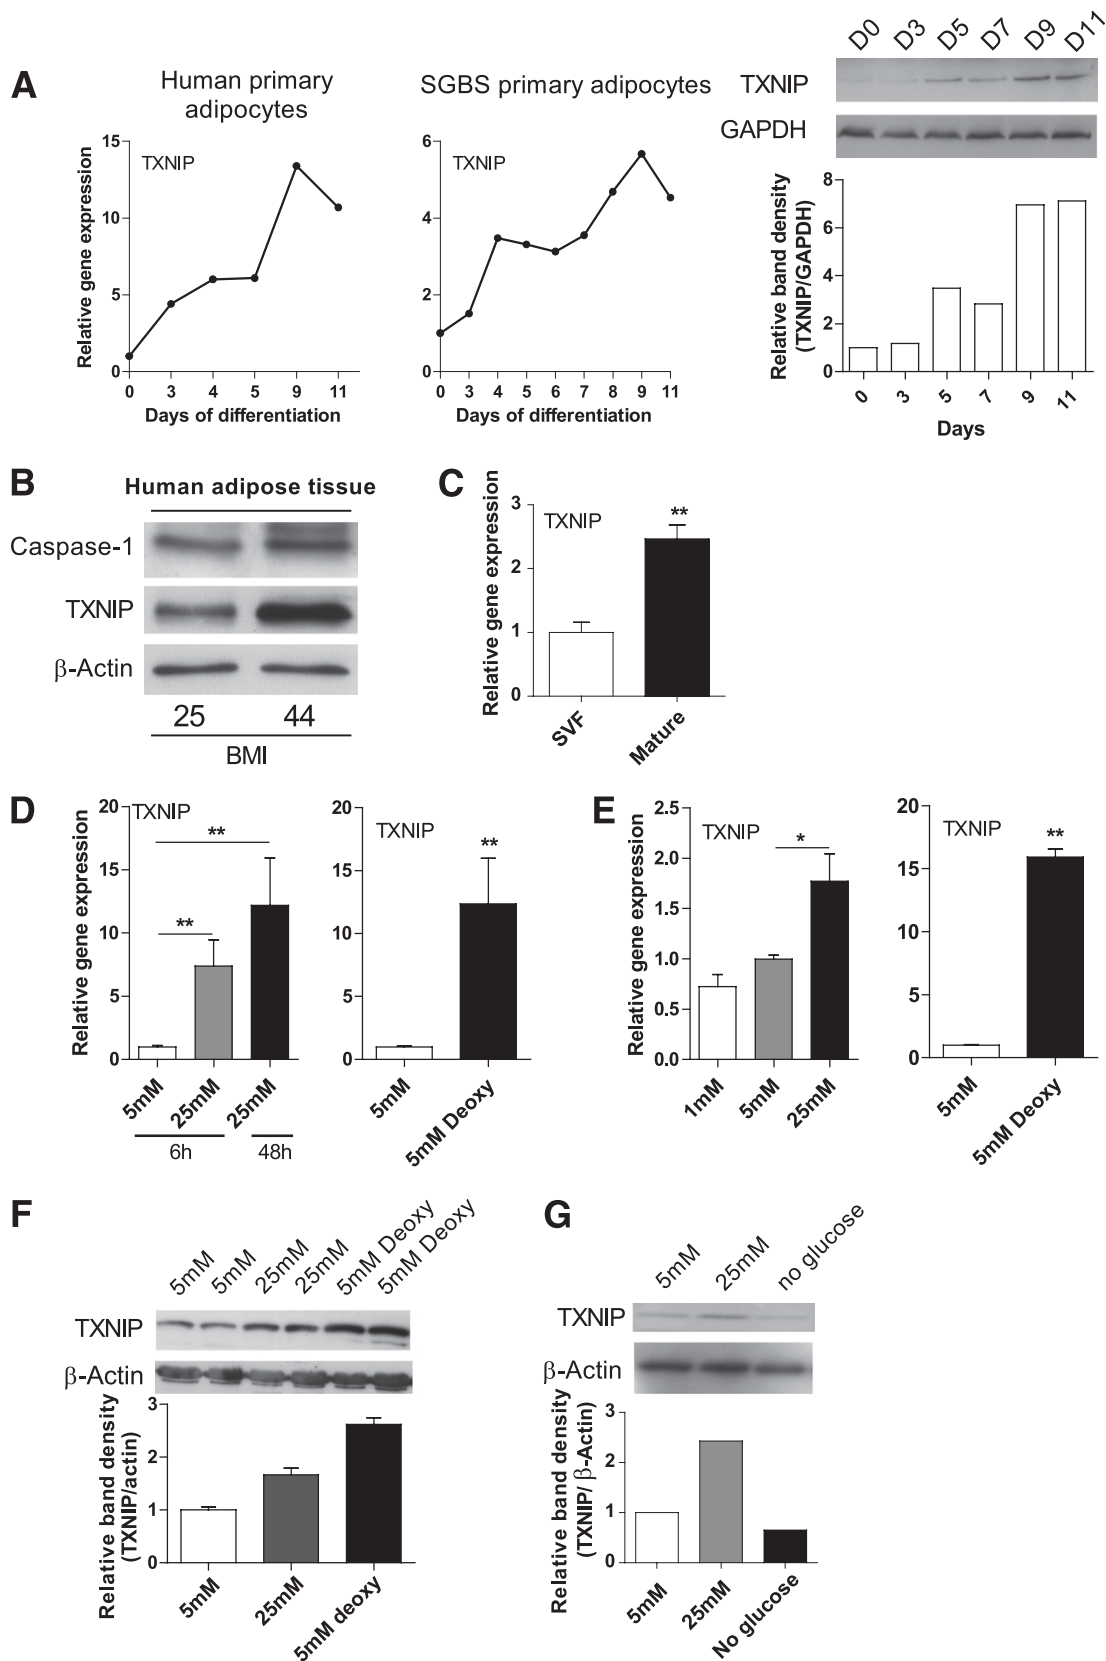 A
Human primary
adipocytes
TXNIP
Relative gene expression
15
10
5
0
0 3 4 5 9 11
Days of differentiation
SGBS primary adipocytes
TXNIP
6
4
2
0
0 3 4 5 6 7 8 9 11
Days of differentiation
D0 D3 D5 D7 D9 D11
TXNIP
GAPDH
Relative band density
(TXNIP/GAPDH)
8
6
4
2
0
0 3 5 7 9 11
Days
B
Human adipose tissue
Caspase-1
TXNIP
β-Actin
25 44
BMI
C
TXNIP
Relative gene expression
3
2
1
0
**
SVF Mature
D
TXNIP
Relative gene expression
20
15
10
5
0
**
**
5mM 25mM 25mM
6h 48h
TXNIP
20
15
10
5
0
**
5mM 5mM Deoxy
E
TXNIP
Relative gene expression
2.5
2.0
1.5
1.0
0.5
0.0
*
1mM 5mM 25mM
TXNIP
20
15
10
5
0
**
5mM 5mM Deoxy
F
5mM 5mM 25mM 25mM 5mM Deoxy 5mM Deoxy
TXNIP
β-Actin
Relative band density
(TXNIP/actin)
3
2
1
0
5mM 25mM 5mM deoxy
G
5mM 25mM no glucose
TXNIP
β-Actin
Relative band density
(TXNIP/ β-Actin)
3
2
1
0
5mM 25mM No glucose